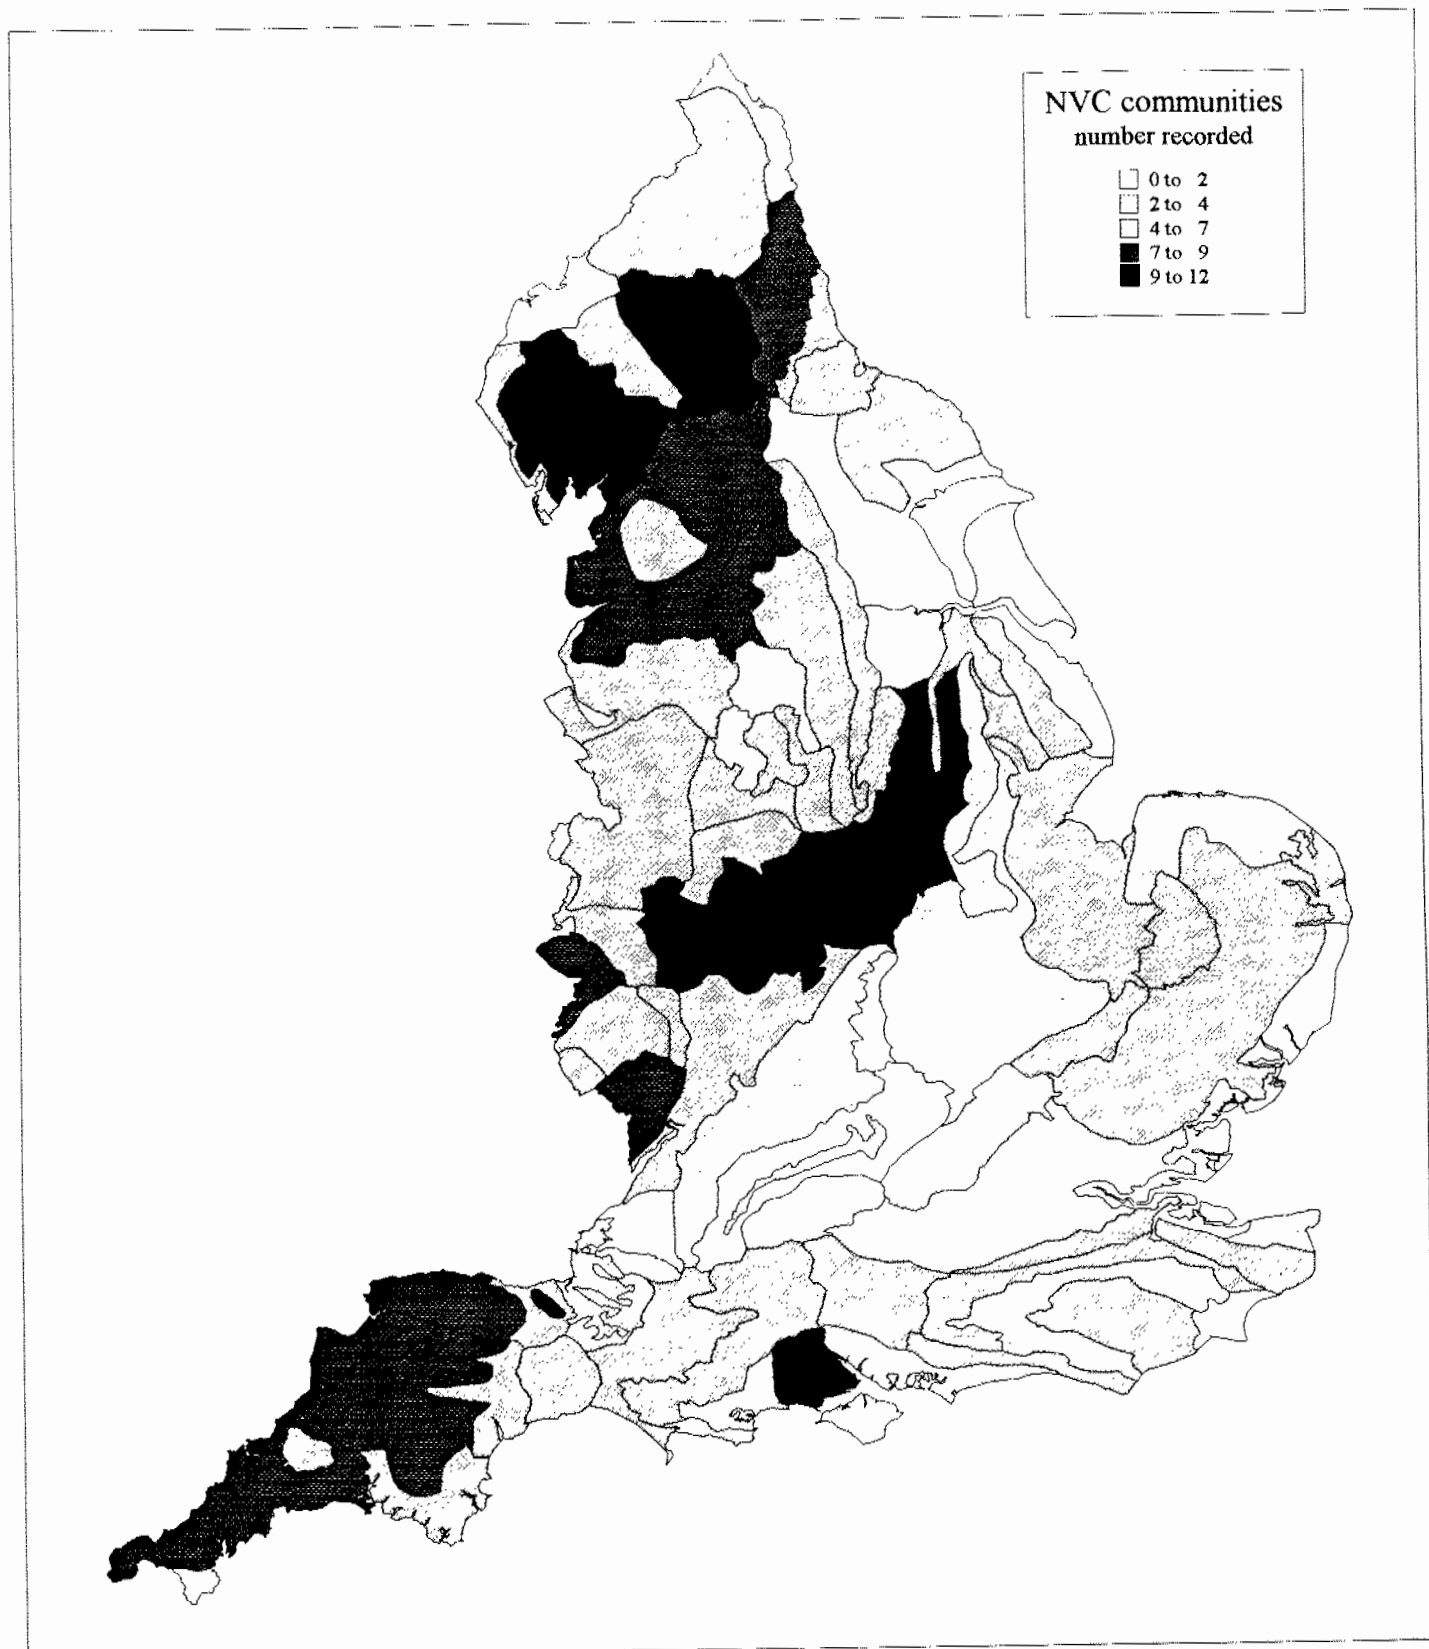 NVC communities
number recorded
0 to 2
2 to 4
4 to 7
7 to 9
9 to 12